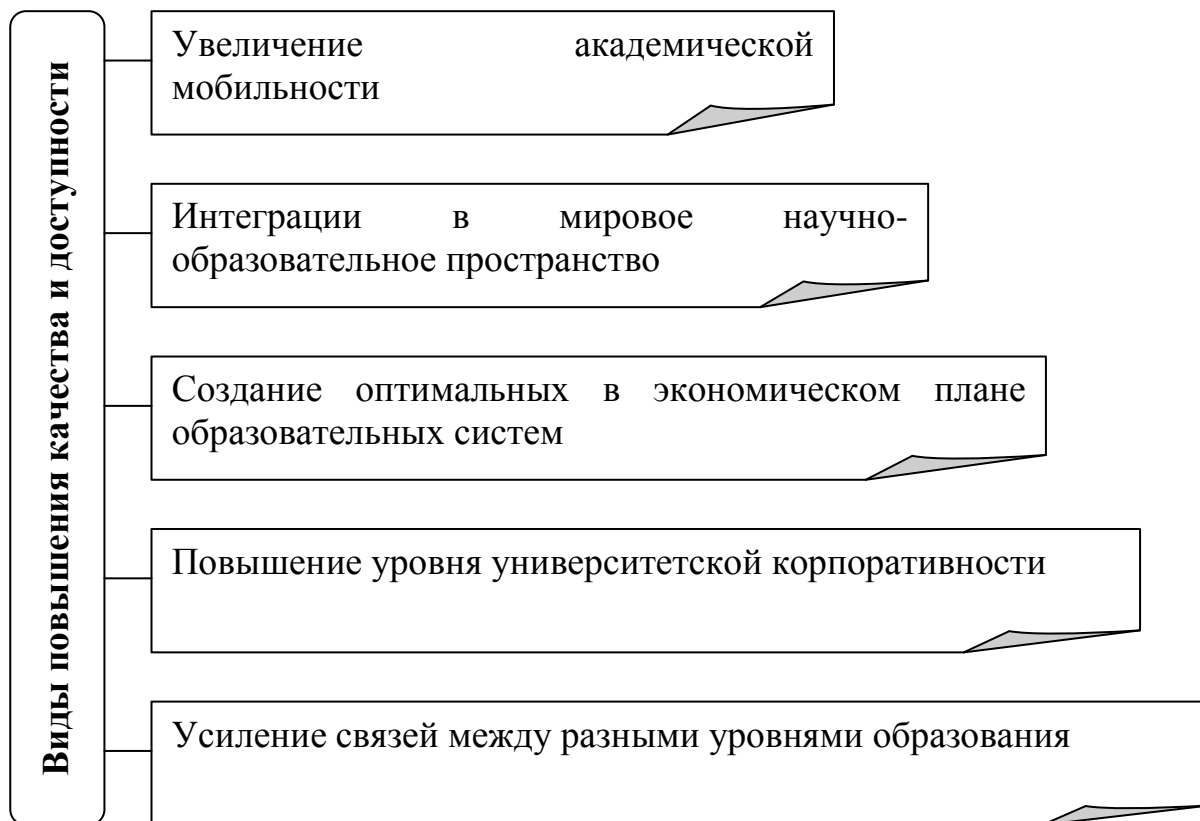 Виды повышения качества и доступности
Увеличение академической
мобильности
Интеграции в мировое научно-
образовательное пространство
Создание оптимальных в экономическом плане
образовательных систем
Повышение уровня университетской корпоративности
Усиление связей между разными уровнями образования